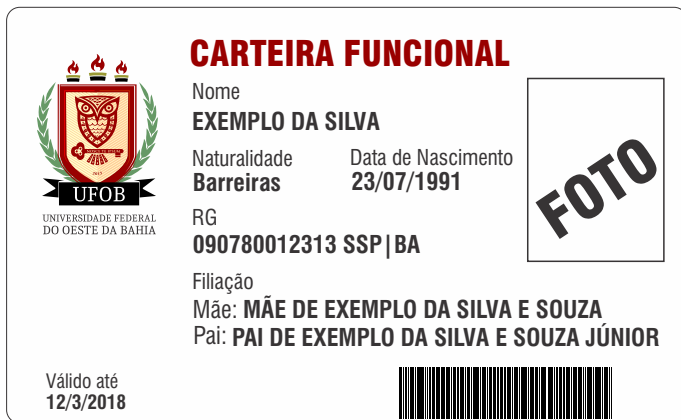 CARTEIRA FUNCIONAL
Nome
EXEMPLO DA SILVA
Naturalidade Data de Nascimento
Barreiras 23/07/1991
RG
090780012313 SSP|BA
Filiação
Mãe: MÃE DE EXEMPLO DA SILVA E SOUZA
Pai: PAI DE EXEMPLO DA SILVA E SOUZA JÚNIOR
FOTO
2013
UFOB
UNIVERSIDADE FEDERAL
DO OESTE DA BAHIA
Válido até
12/3/2018